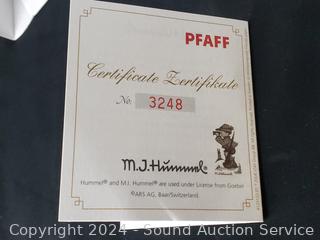 PFAFF
Certificate Zertifikate
No. 3248
M.J.Hummel®
Hummel® and M.I. Hummel® are used under License from Goebel
©ARS AG, Baar/Switzerland.
Copyright 2024 - Sound Auction Service